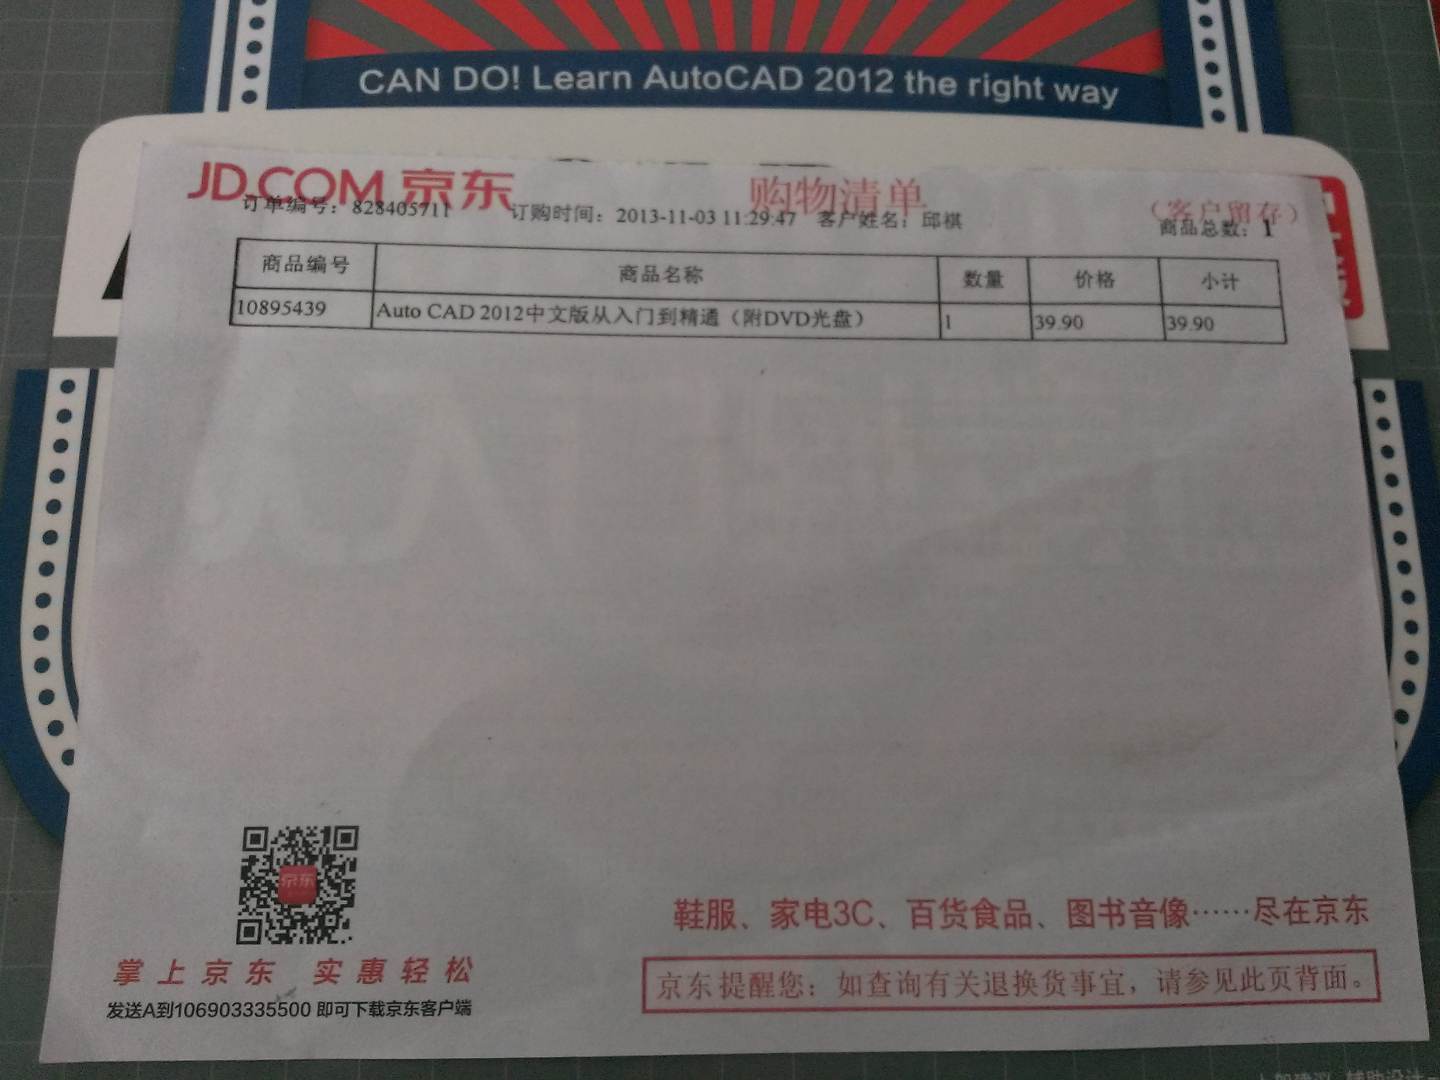 CAN DO! Learn AutoCAD 2012 the right way
JD.COM 京东
购物清单
(客户留存)
订单编号：828405711 订购时间：2013-11-03 11:29:47 客户姓名：邱祺 商品总数：1
商品编号 商品名称 数量 价格 小计
10895439 Auto CAD 2012中文版从入门到精通（附DVD光盘） 1 39.90 39.90
京东
鞋服、家电3C、百货食品、图书音像……尽在京东
掌上京东 实惠轻松
京东提醒您：如查询有关退换货事宜，请参见此页背面。
发送A到106903335500 即可下载京东客户端
辅助设计